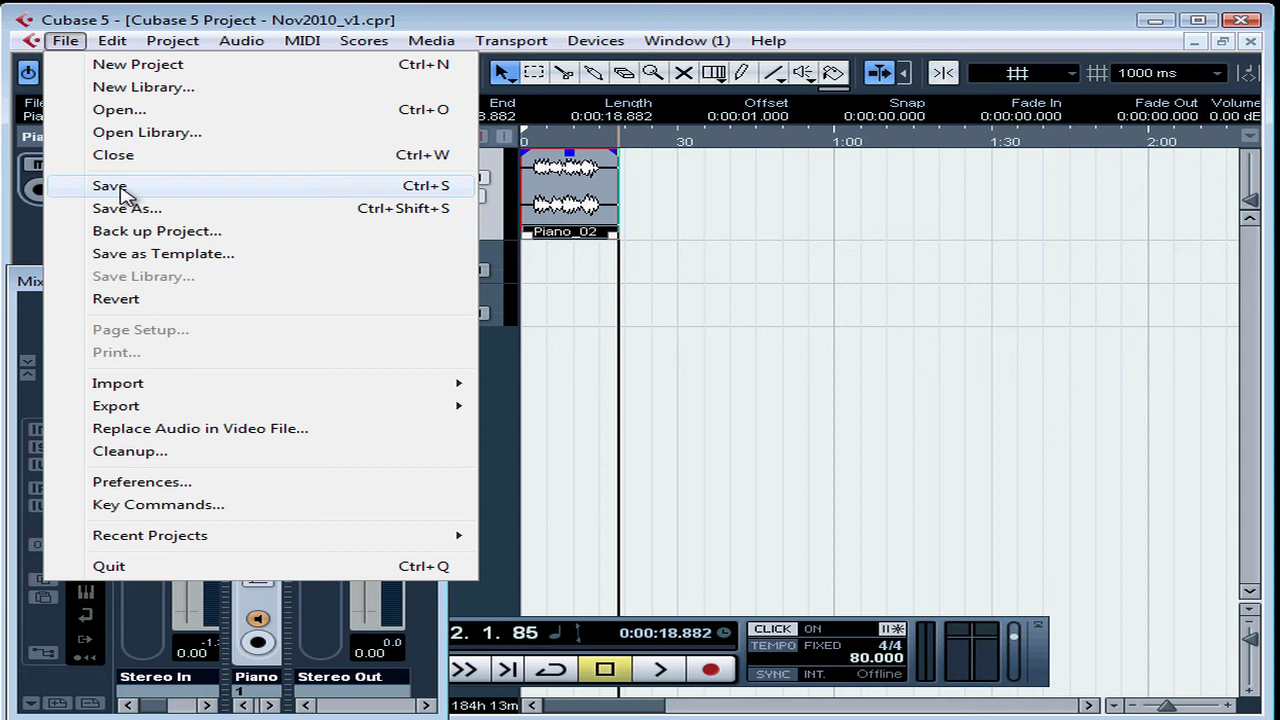 Cubase 5 - [Cubase 5 Project - Nov2010_v1.cpr]
File Edit Project Audio MIDI Scores Media Transport Devices Window (1) Help
New Project Ctrl+N
New Library...
Open... Ctrl+O
Open Library...
Close Ctrl+W
Save Ctrl+S
Save As... Ctrl+Shift+S
Back up Project...
Save as Template...
Save Library...
Revert
Page Setup...
Print...
Import
Export
Replace Audio in Video File...
Cleanup...
Preferences...
Key Commands...
Recent Projects
Quit Ctrl+Q
1000 ms
End Length Offset Snap Fade In Fade Out Volume
.882 0:00:18.882 0:00:01.000 0:00:00.000 0:00:00.000 0:00:00.000 0.00 dB
0 30 1:00 1:30 2:00
Piano_02
Mix
0.00 0.00
0.0
Stereo In Piano Stereo Out
1
2. 1. 85 0:00:18.882
CLICK ON
TEMPO FIXED 4/4
80.000
SYNC INT. Offline
184h 13m